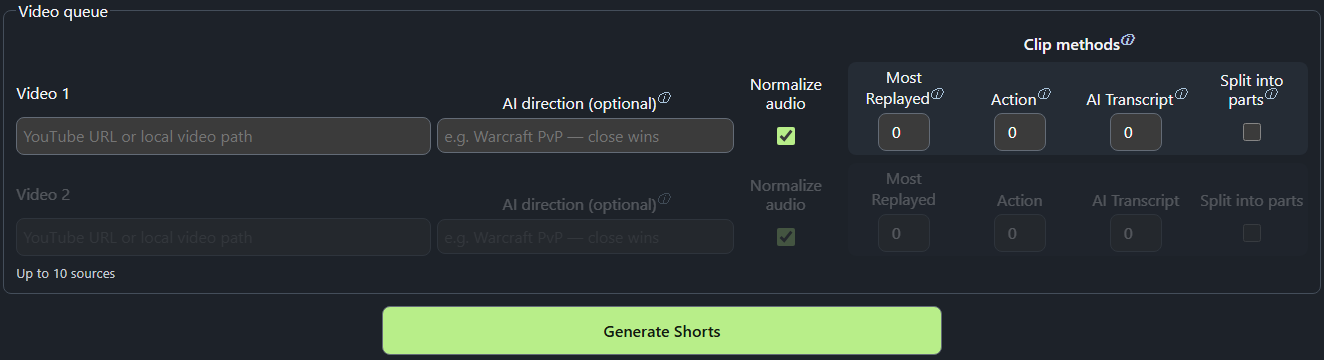 Video queue
Clip methods ⓘ
Video 1
AI direction (optional) ⓘ
Normalize
audio
Most
Replayed ⓘ
Action ⓘ
AI Transcript ⓘ
Split into
parts ⓘ
YouTube URL or local video path
e.g. Warcraft PvP — close wins
0
0
0
Video 2
AI direction (optional) ⓘ
Normalize
audio
Most
Replayed
Action
AI Transcript
Split into parts
YouTube URL or local video path
e.g. Warcraft PvP — close wins
0
0
0
Up to 10 sources
Generate Shorts